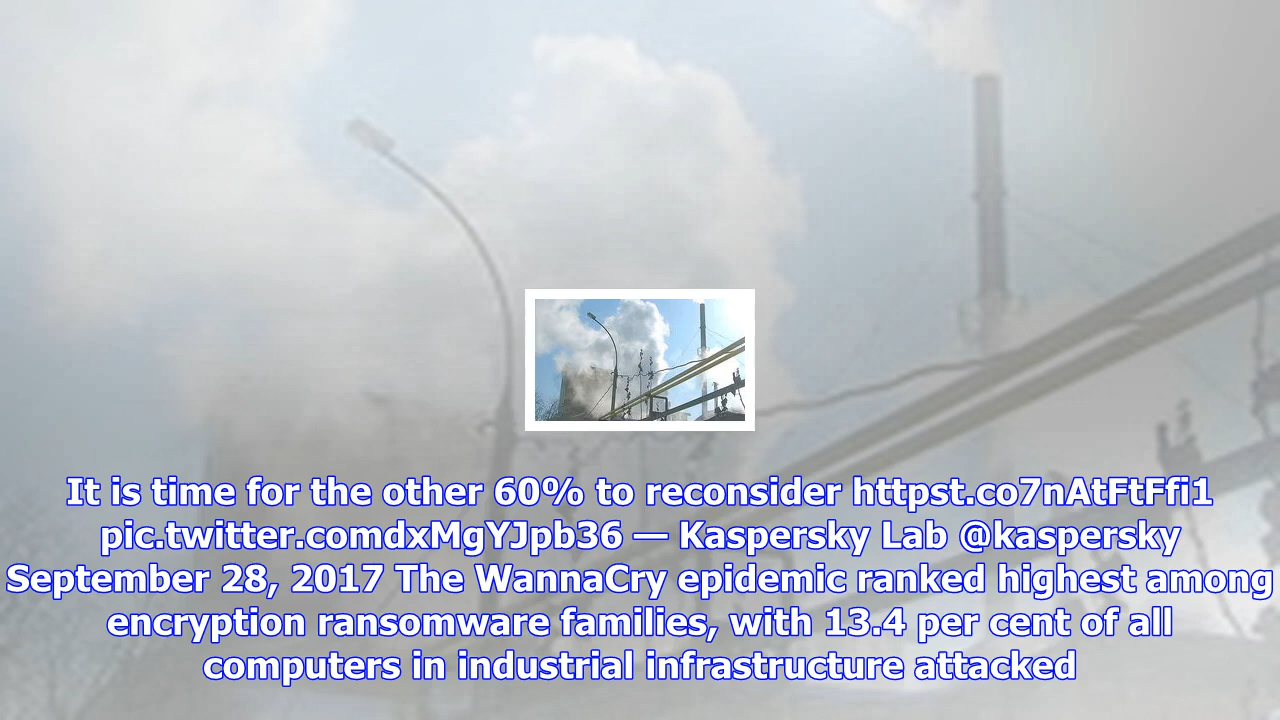 It is time for the other 60% to reconsider httpst.co7nAtFtFfi1
pic.twitter.comdxMgYJpb36 — Kaspersky Lab @kaspersky
September 28, 2017 The WannaCry epidemic ranked highest among
encryption ransomware families, with 13.4 per cent of all
computers in industrial infrastructure attacked